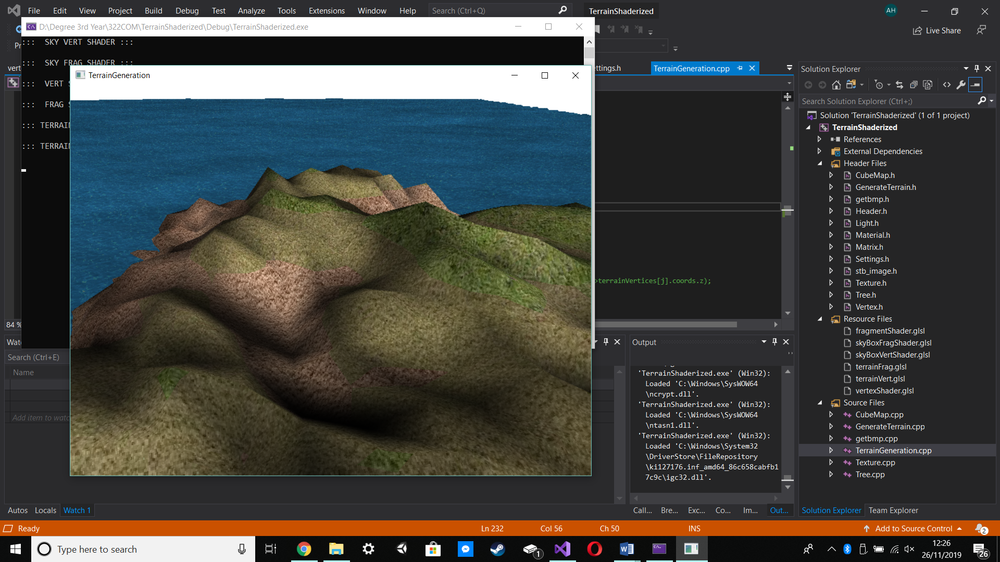 File Edit View Project Build Debug Test Analyze Tools Extensions Window Help Search (Ctrl+Q) TerrainShaderized AH
D:\Degree 3rd Year\322COM\TerrainShaderized\Debug\TerrainShaderized.exe
Live Share
::: SKY VERT SHADER :::
Pr
::: SKY FRAG SHADER :::
vert
ettings.h TerrainGeneration.cpp
Solution Explorer
TerrainGeneration
::: VERT S
::: FRAG S
::: TERRAIN
::: TERRAIN
Search Solution Explorer (Ctrl+;)
Solution 'TerrainShaderized' (1 of 1 project)
TerrainShaderized
References
External Dependencies
Header Files
CubeMap.h
GenerateTerrain.h
getbmp.h
Header.h
Light.h
Material.h
Matrix.h
Settings.h
stb_image.h
Texture.h
Tree.h
Vertex.h
Resource Files
fragmentShader.glsl
skyBoxFragShader.glsl
skyBoxVertShader.glsl
terrainFrag.glsl
terrainVert.glsl
vertexShader.glsl
Source Files
CubeMap.cpp
GenerateTerrain.cpp
getbmp.cpp
TerrainGeneration.cpp
Texture.cpp
Tree.cpp
>terrainVertices[j].coords.z);
84 %
Wat
Search (Ctrl+E)
Name
Add item to watc
Output
'TerrainShaderized.exe' (Win32):
Loaded 'C:\Windows\SysWOW64
\ncrypt.dll'.
'TerrainShaderized.exe' (Win32):
Loaded 'C:\Windows\SysWOW64
\ntasn1.dll'.
'TerrainShaderized.exe' (Win32):
Loaded 'C:\Windows\System32
\DriverStore\FileRepository
\ki127176.inf_amd64_86c658cabfb1
7c9c\igc32.dll'.
Autos Locals Watch 1
Call... Bre... Exc... Co... Im... Out...
Solution Explorer Team Explorer
Ready Ln 232 Col 56 Ch 50 INS Add to Source Control 2
Type here to search
1
12:26
26/11/2019
26